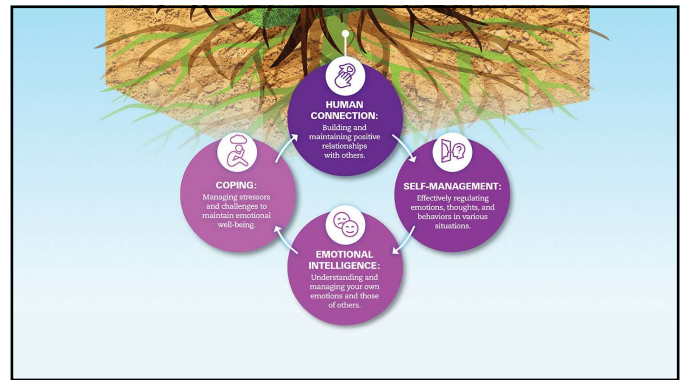 HUMAN
CONNECTION:
Building and
maintaining positive
relationships
with others.
SELF-MANAGEMENT:
Effectively regulating
emotions, thoughts, and
behaviors in various
situations.
EMOTIONAL
INTELLIGENCE:
Understanding and
managing your own
emotions and those
of others.
COPING:
Managing stressors
and challenges to
maintain emotional
well-being.